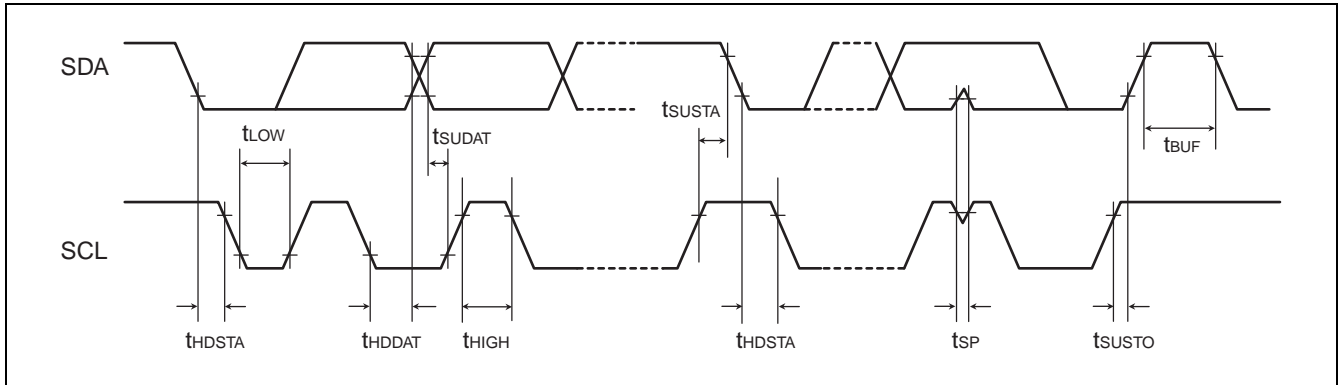 SDA
tSUSTA
tLOW
tSUDAT
tBUF
SCL
tHDSTA
tHDDAT
tHIGH
tHDSTA
tSP
tSUSTO